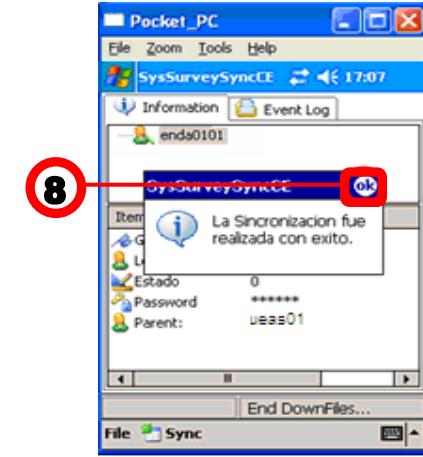 Pocket_PC
File Zoom Tools Help
SysSurveySyncCE 17:07
Information Event Log
enda0101
8
SysSurveySyncCE ok
La Sincronizacion fue
realizada con exito.
Estado 0
Password ******
Parent: ueas01
End DownFiles...
File Sync